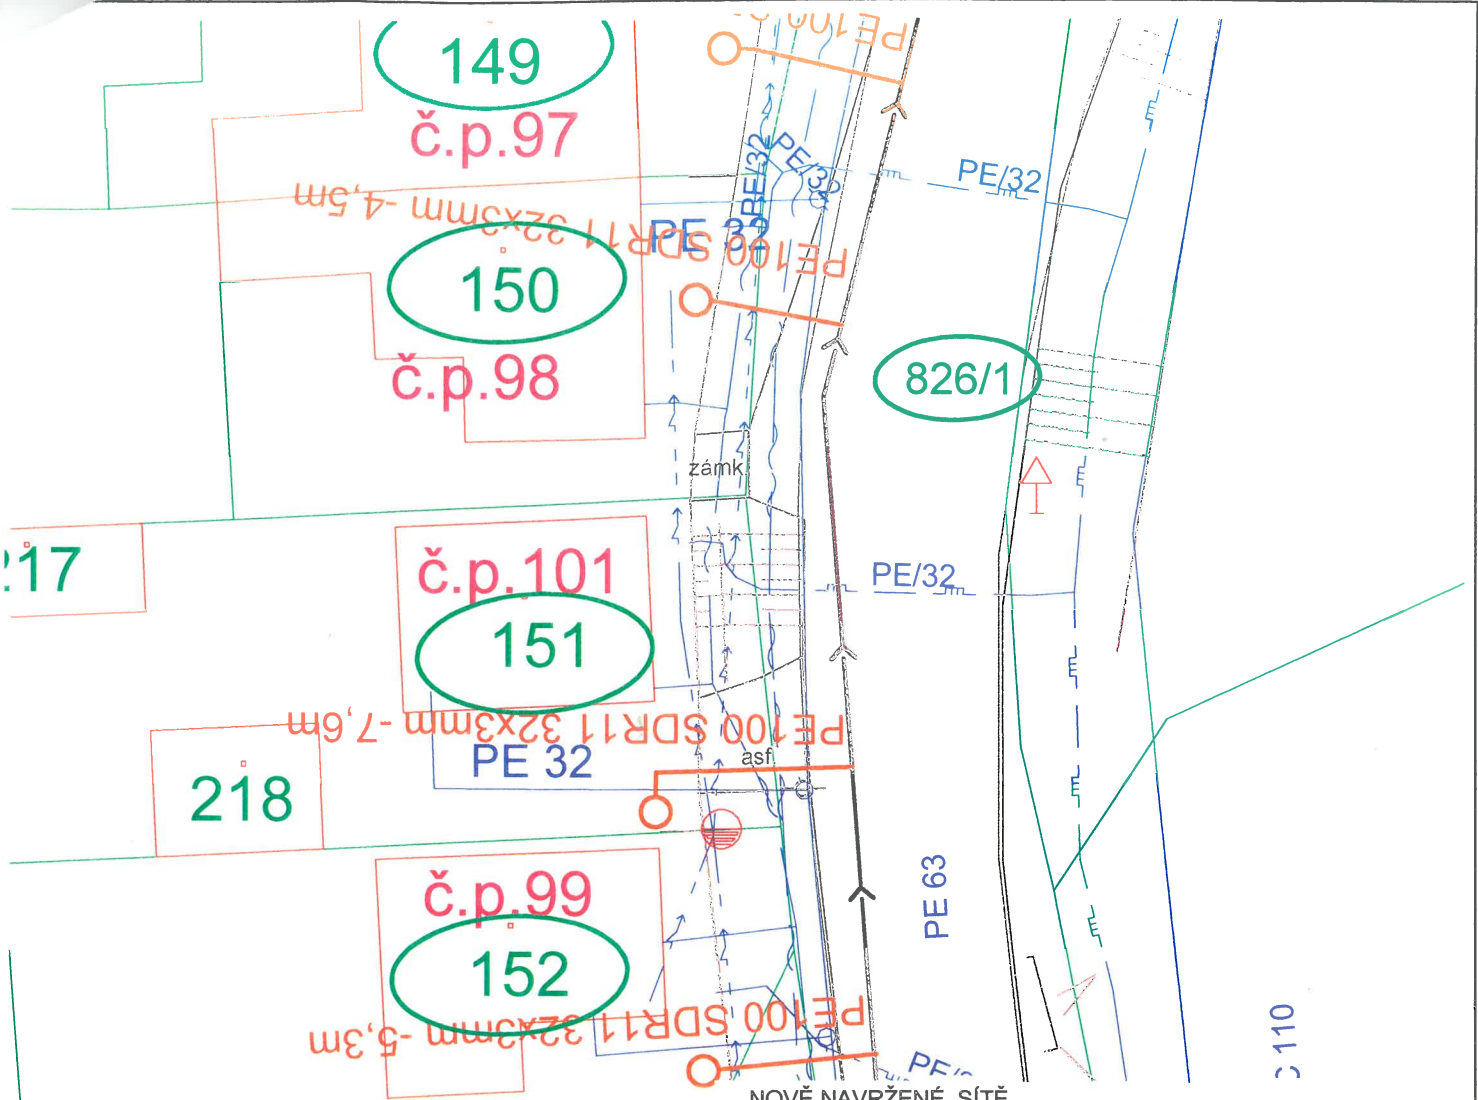 149
č.p.97
PE100
PE/32
PE/32
PE/32
PE100 SDR11 32x3mm -4,5m
PE 32
150
č.p.98
826/1
zámk
217
č.p.101
PE/32
151
PE100 SDR11 32x3mm -7,6m
asf
PE 32
218
č.p.99
PE 63
152
PE100 SDR11 32x3mm -5,3m
C 110
NOVĚ NAVRŽENÉ SÍTĚ